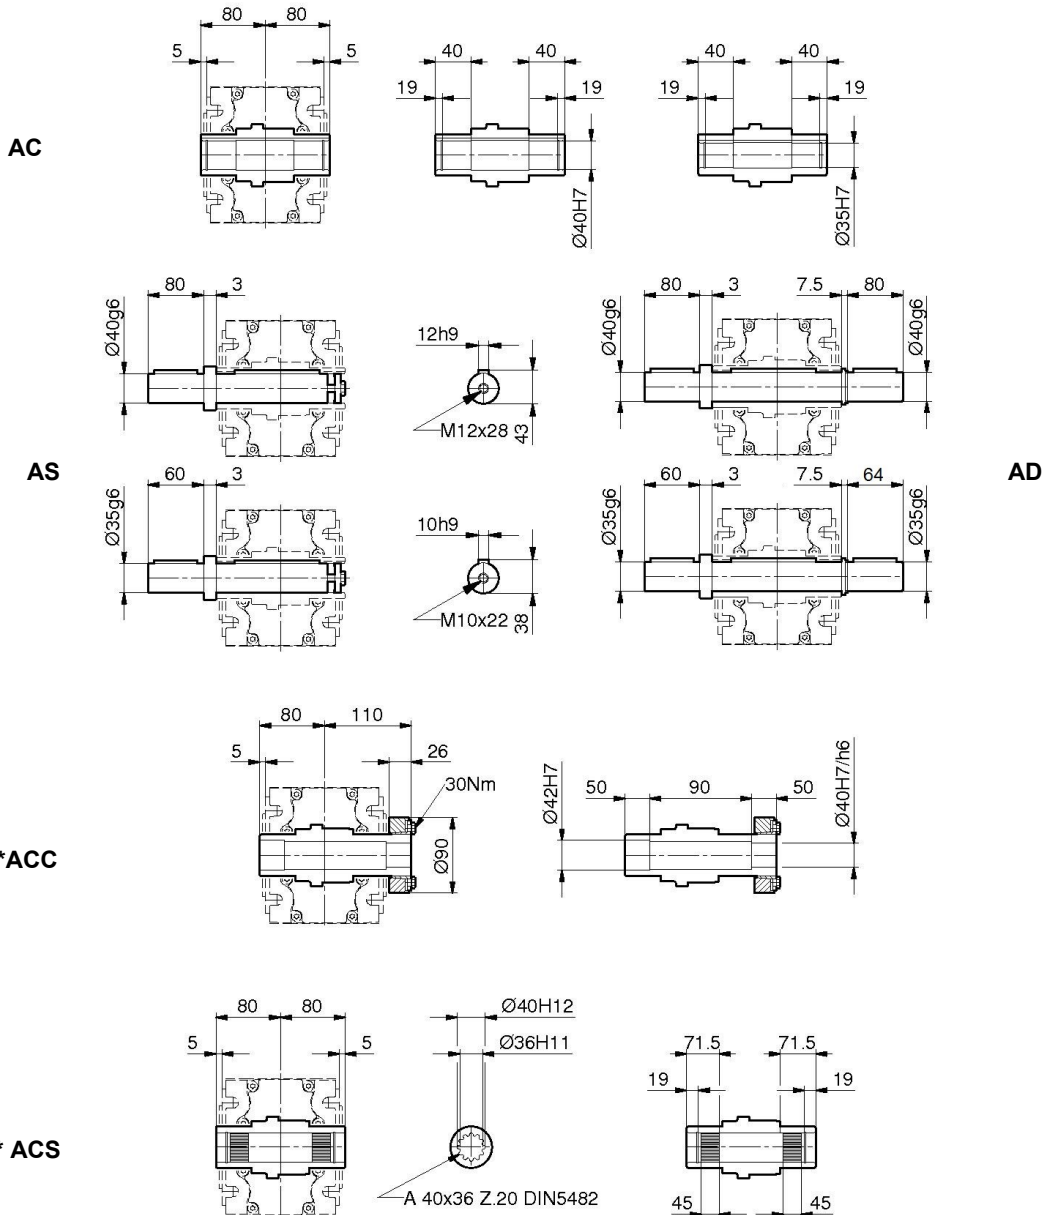 80 80
5 5
40 40
19 19
40 40
19 19
AC
Ø40H7
Ø35H7
80 3
Ø40g6
12h9
M12x28
43
80 3 7.5 80
Ø40g6
Ø40g6
AS
AD
60 3
Ø35g6
10h9
M10x22
38
60 3 7.5 64
Ø35g6
Ø35g6
80 110
5 26
30Nm
Ø90
Ø42H7
50 90 50
Ø40H7/h6
*ACC
80 80
5 5
Ø40H12
Ø36H11
71.5 71.5
19 19
* ACS
A 40x36 Z.20 DIN5482
45 45